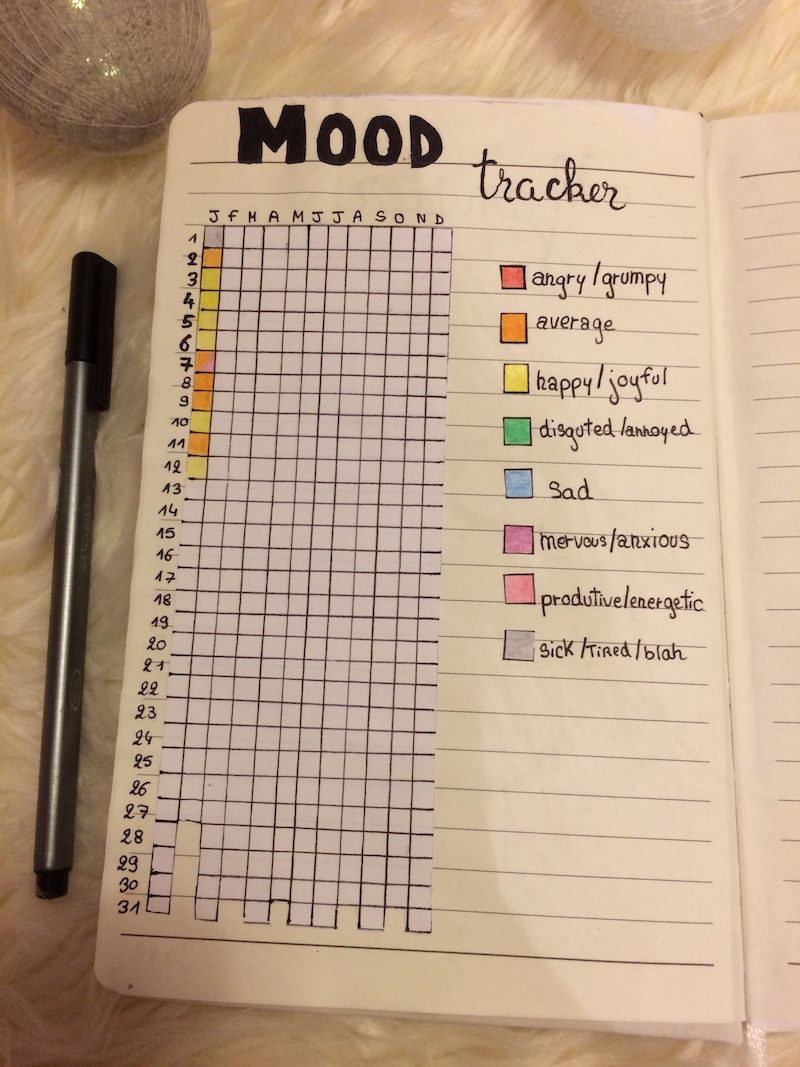 MOOD
tracker
J F M A M J J A S O N D
1
2
3
4
5
6
7
8
9
10
11
12
13
14
15
16
17
18
19
20
21
22
23
24
25
26
27
28
29
30
31
angry/grumpy
average
happy/joyful
disguted/annoyed
sad
nervous/anxious
produtive/energetic
sick/TiRed/blah